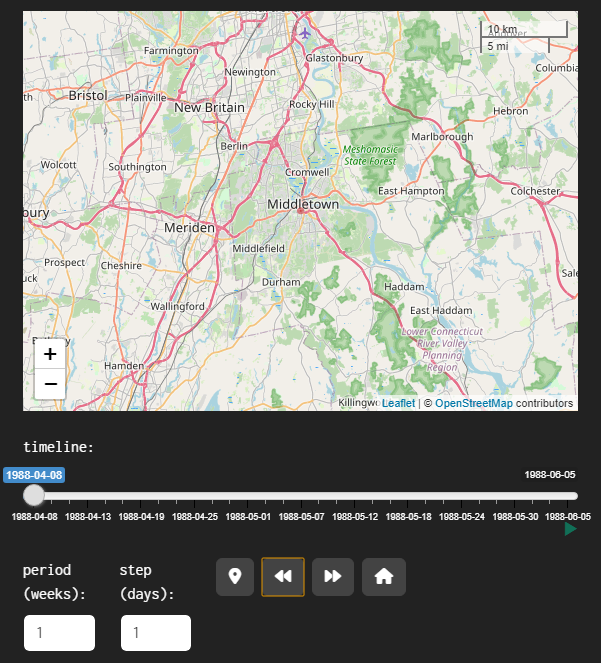 10 km
5 mi
Farmington
Glastonbury
Newington
Columbia
Bristol
Plainville
New Britain
Rocky Hill
Hebron
Berlin
Marlborough
Meshomasic
State Forest
Wolcott
Southington
Cromwell
East Hampton
Colchester
bury
Middletown
Meriden
Middlefield
Prospect
Cheshire
uck
Durham
Haddam
Sale
Wallingford
East Haddam
Lower Connecticut
River Valley
Planning
Region
Hamden
+
−
Killingwo
Leaflet | © OpenStreetMap contributors
timeline:
1988-04-08
1988-06-05
1988-04-08 1988-04-13 1988-04-19 1988-04-25 1988-05-01 1988-05-07 1988-05-12 1988-05-18 1988-05-24 1988-05-30 1988-06-05
period
(weeks):
step
(days):
1
1